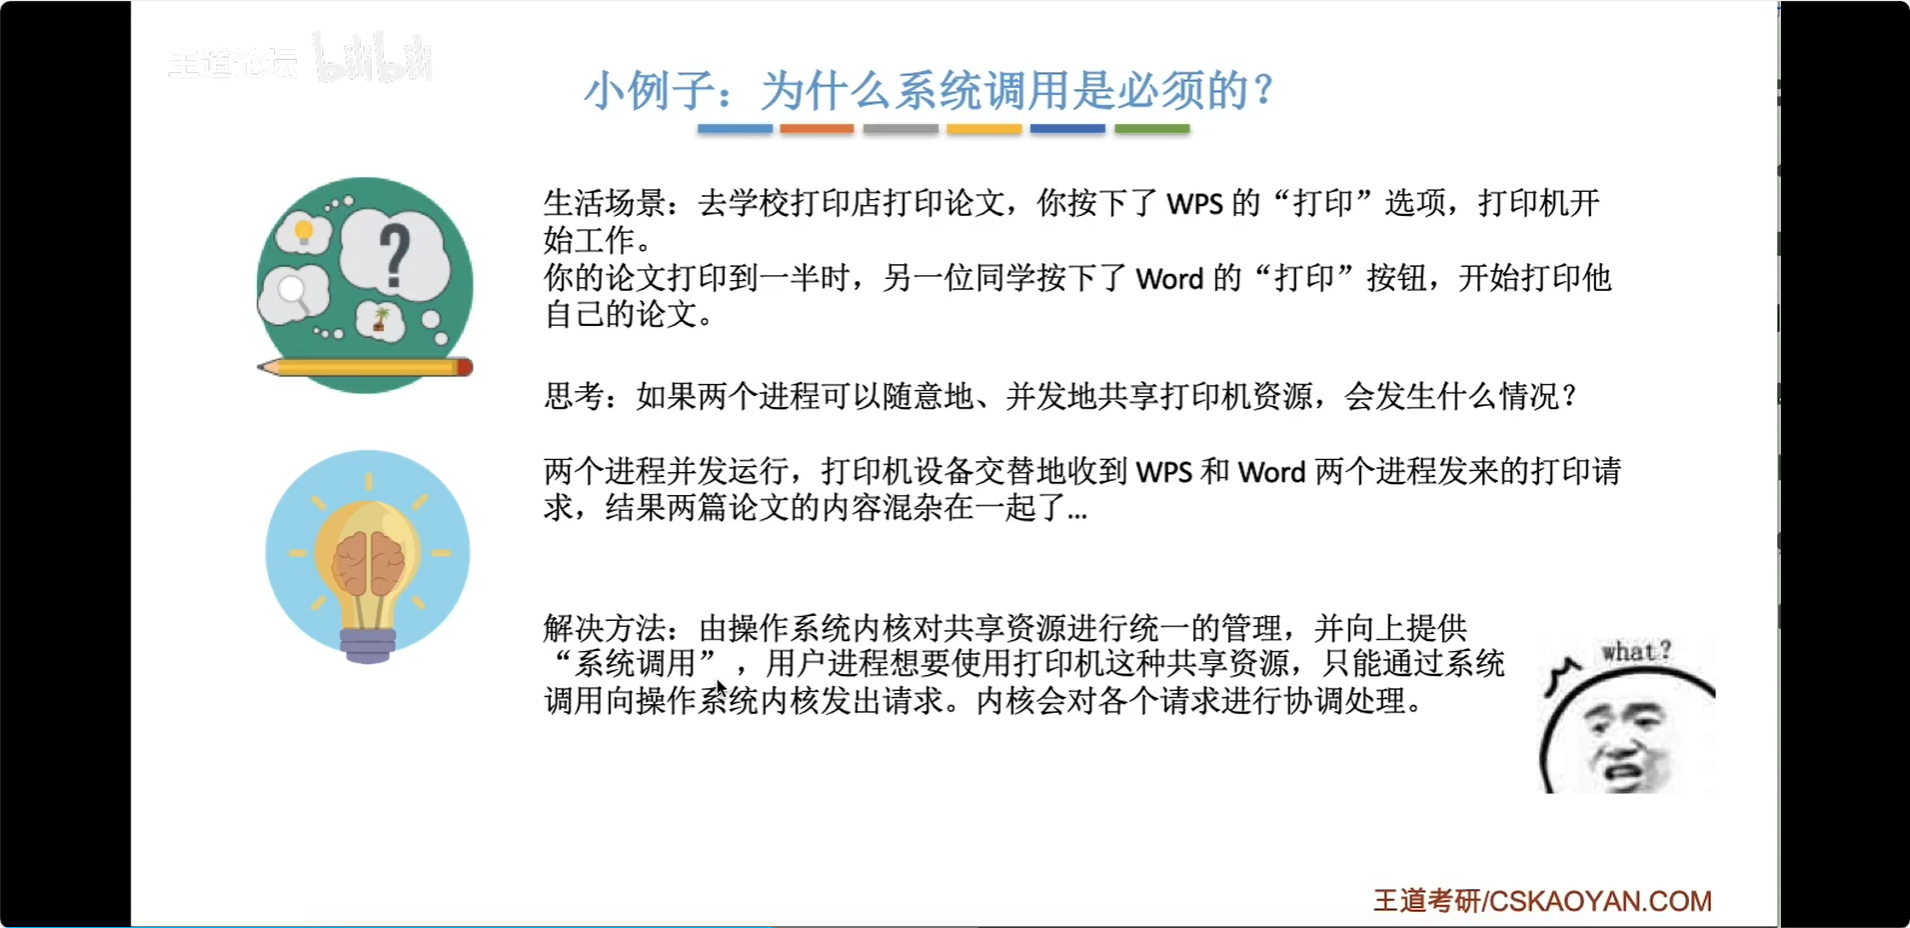 王道论坛 bilibili
小例子：为什么系统调用是必须的？
生活场景：去学校打印店打印论文，你按下了 WPS 的“打印”选项，打印机开
始工作。
你的论文打印到一半时，另一位同学按下了 Word 的“打印”按钮，开始打印他
自己的论文。
思考：如果两个进程可以随意地、并发地共享打印机资源，会发生什么情况？
两个进程并发运行，打印机设备交替地收到 WPS 和 Word 两个进程发来的打印请
求，结果两篇论文的内容混杂在一起了...
解决方法：由操作系统内核对共享资源进行统一的管理，并向上提供
“系统调用”，用户进程想要使用打印机这种共享资源，只能通过系统
调用向操作系统内核发出请求。内核会对各个请求进行协调处理。
what?
王道考研/CSKAOYAN.COM